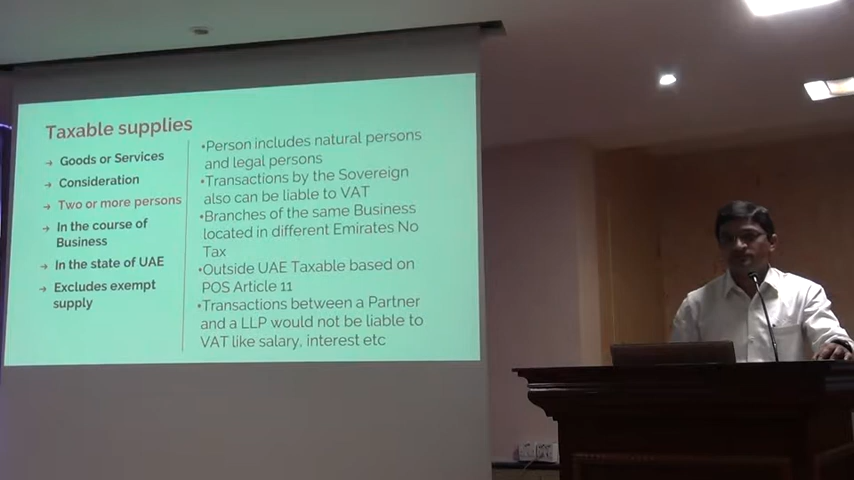 Taxable supplies
→ Goods or Services
→ Consideration
→ Two or more persons
→ In the course of
Business
→ In the state of UAE
→ Excludes exempt
supply
•Person includes natural persons
and legal persons
•Transactions by the Sovereign
also can be liable to VAT
•Branches of the same Business
located in different Emirates No
Tax
•Outside UAE Taxable based on
POS Article 11
•Transactions between a Partner
and a LLP would not be liable to
VAT like salary, interest etc